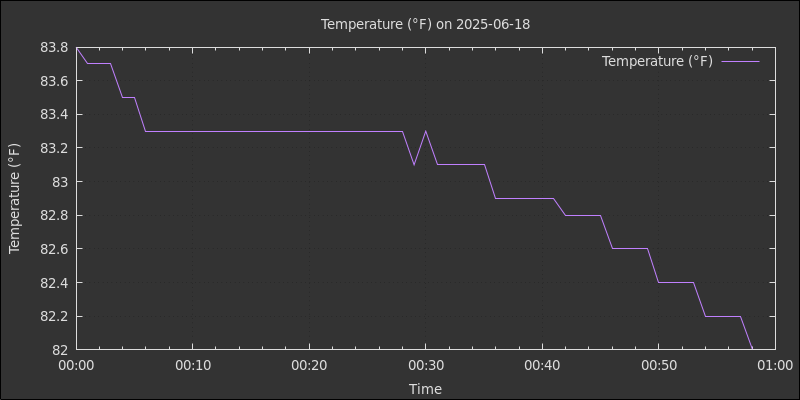 Temperature (°F) on 2025-06-18
Temperature (°F)
83.8
83.6
83.4
83.2
83
82.8
82.6
82.4
82.2
82
Temperature (°F)
00:00 00:10 00:20 00:30 00:40 00:50 01:00
Time